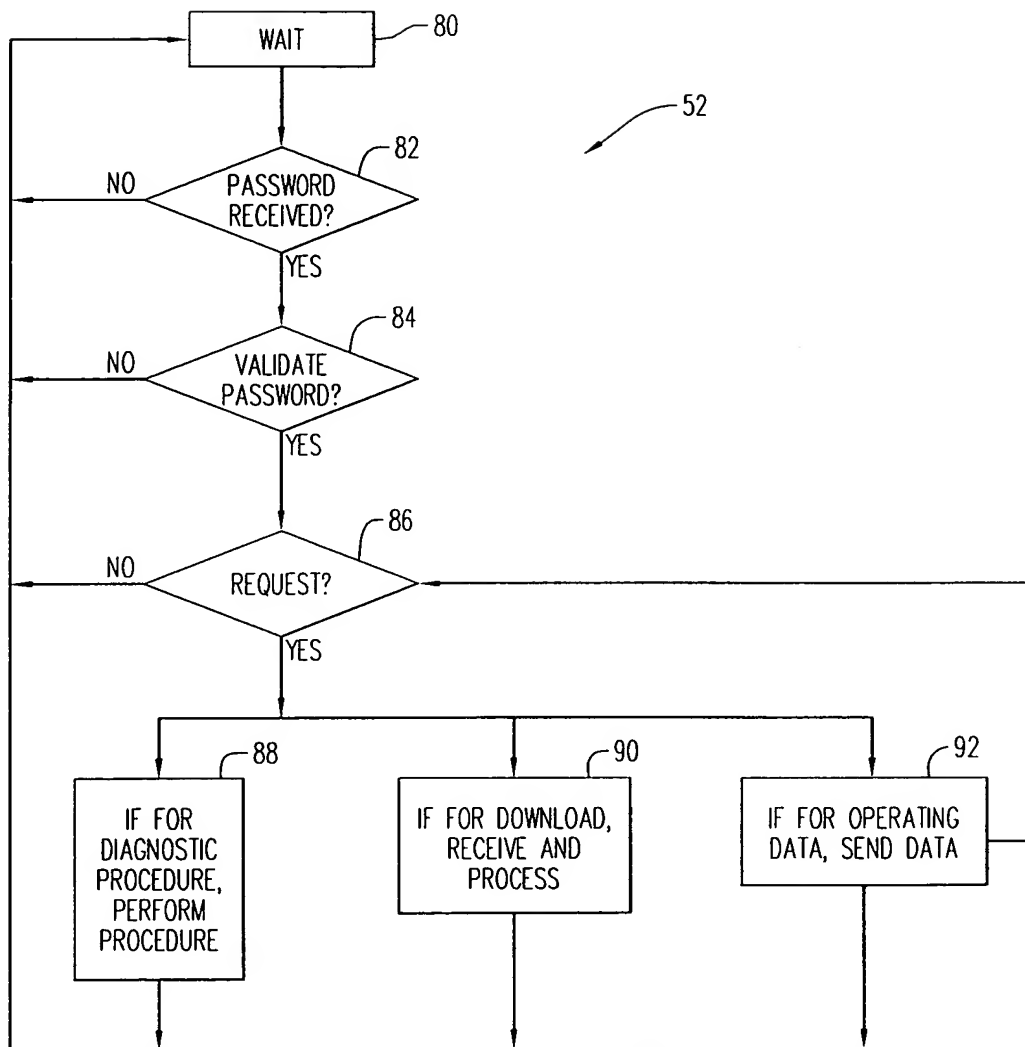 WAIT
80
52
82
PASSWORD
RECEIVED?
NO
YES
84
VALIDATE
PASSWORD?
NO
YES
86
REQUEST?
NO
YES
88
IF FOR
DIAGNOSTIC
PROCEDURE,
PERFORM
PROCEDURE
90
IF FOR DOWNLOAD,
RECEIVE AND
PROCESS
92
IF FOR OPERATING
DATA, SEND DATA